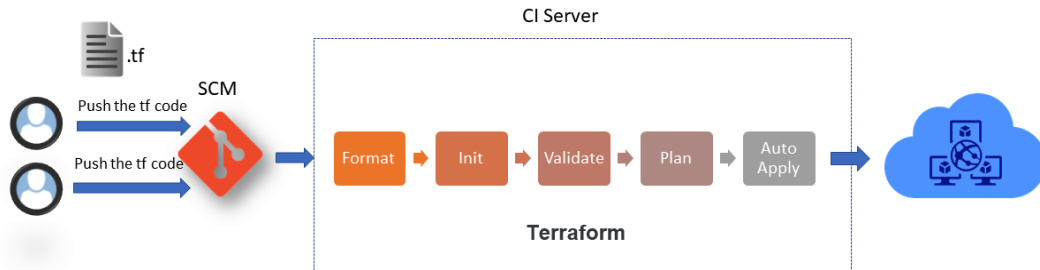 CI Server
.tf
SCM
Push the tf code
Push the tf code
Format
Init
Validate
Plan
Auto
Apply
Terraform